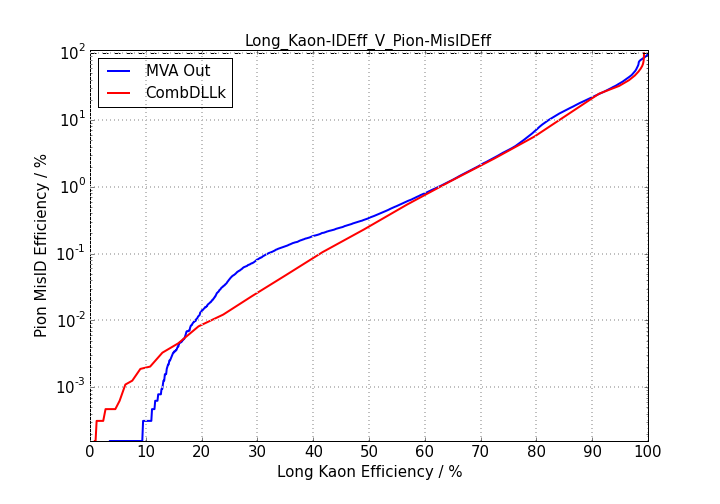 Long_Kaon-IDEff_V_Pion-MisIDEff
MVA Out
CombDLLk
Pion MisID Efficiency / %
10²
10¹
10⁰
10⁻¹
10⁻²
10⁻³
0 10 20 30 40 50 60 70 80 90 100
Long Kaon Efficiency / %